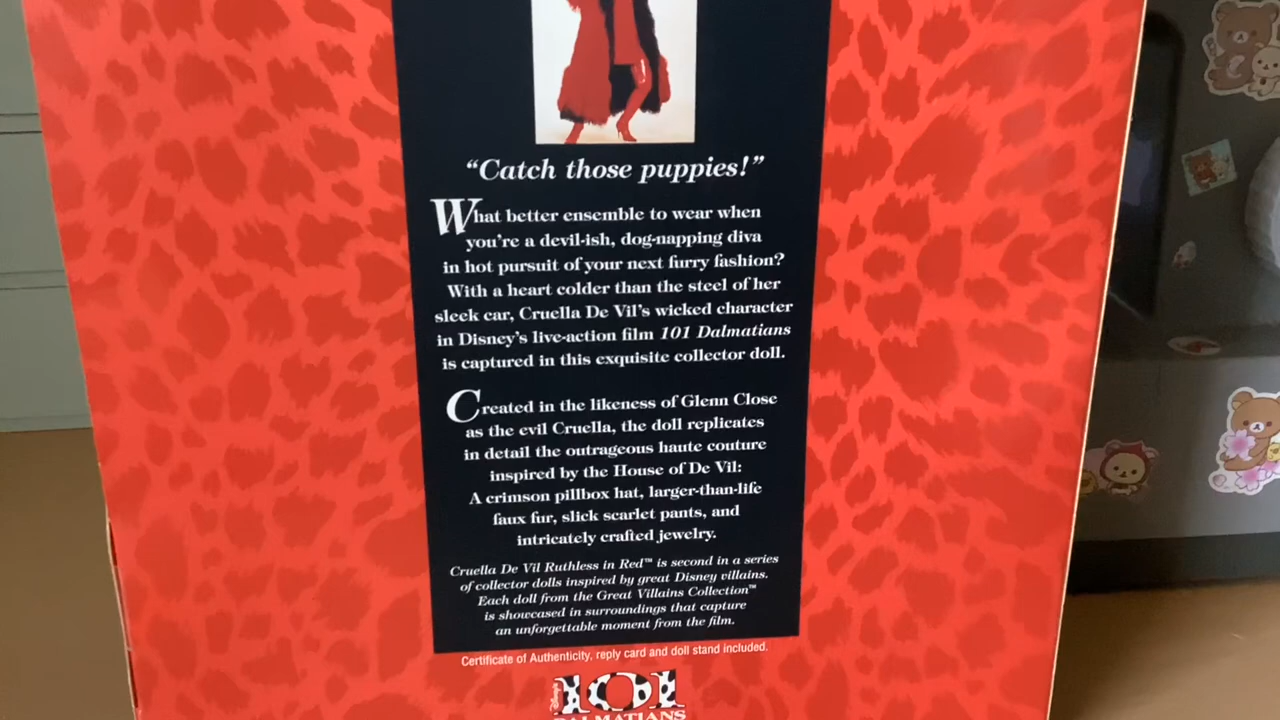 “Catch those puppies!”
What better ensemble to wear when
you’re a devil-ish, dog-napping diva
in hot pursuit of your next furry fashion?
With a heart colder than the steel of her
sleek car, Cruella De Vil’s wicked character
in Disney’s live-action film 101 Dalmatians
is captured in this exquisite collector doll.
Created in the likeness of Glenn Close
as the evil Cruella, the doll replicates
in detail the outrageous haute couture
inspired by the House of De Vil:
A crimson pillbox hat, larger-than-life
faux fur, slick scarlet pants, and
intricately crafted jewelry.
Cruella De Vil Ruthless in Red™ is second in a series
of collector dolls inspired by great Disney villains.
Each doll from the Great Villains Collection™
is showcased in surroundings that capture
an unforgettable moment from the film.
Certificate of Authenticity, reply card and doll stand included.
Disney's
101
DALMATIANS